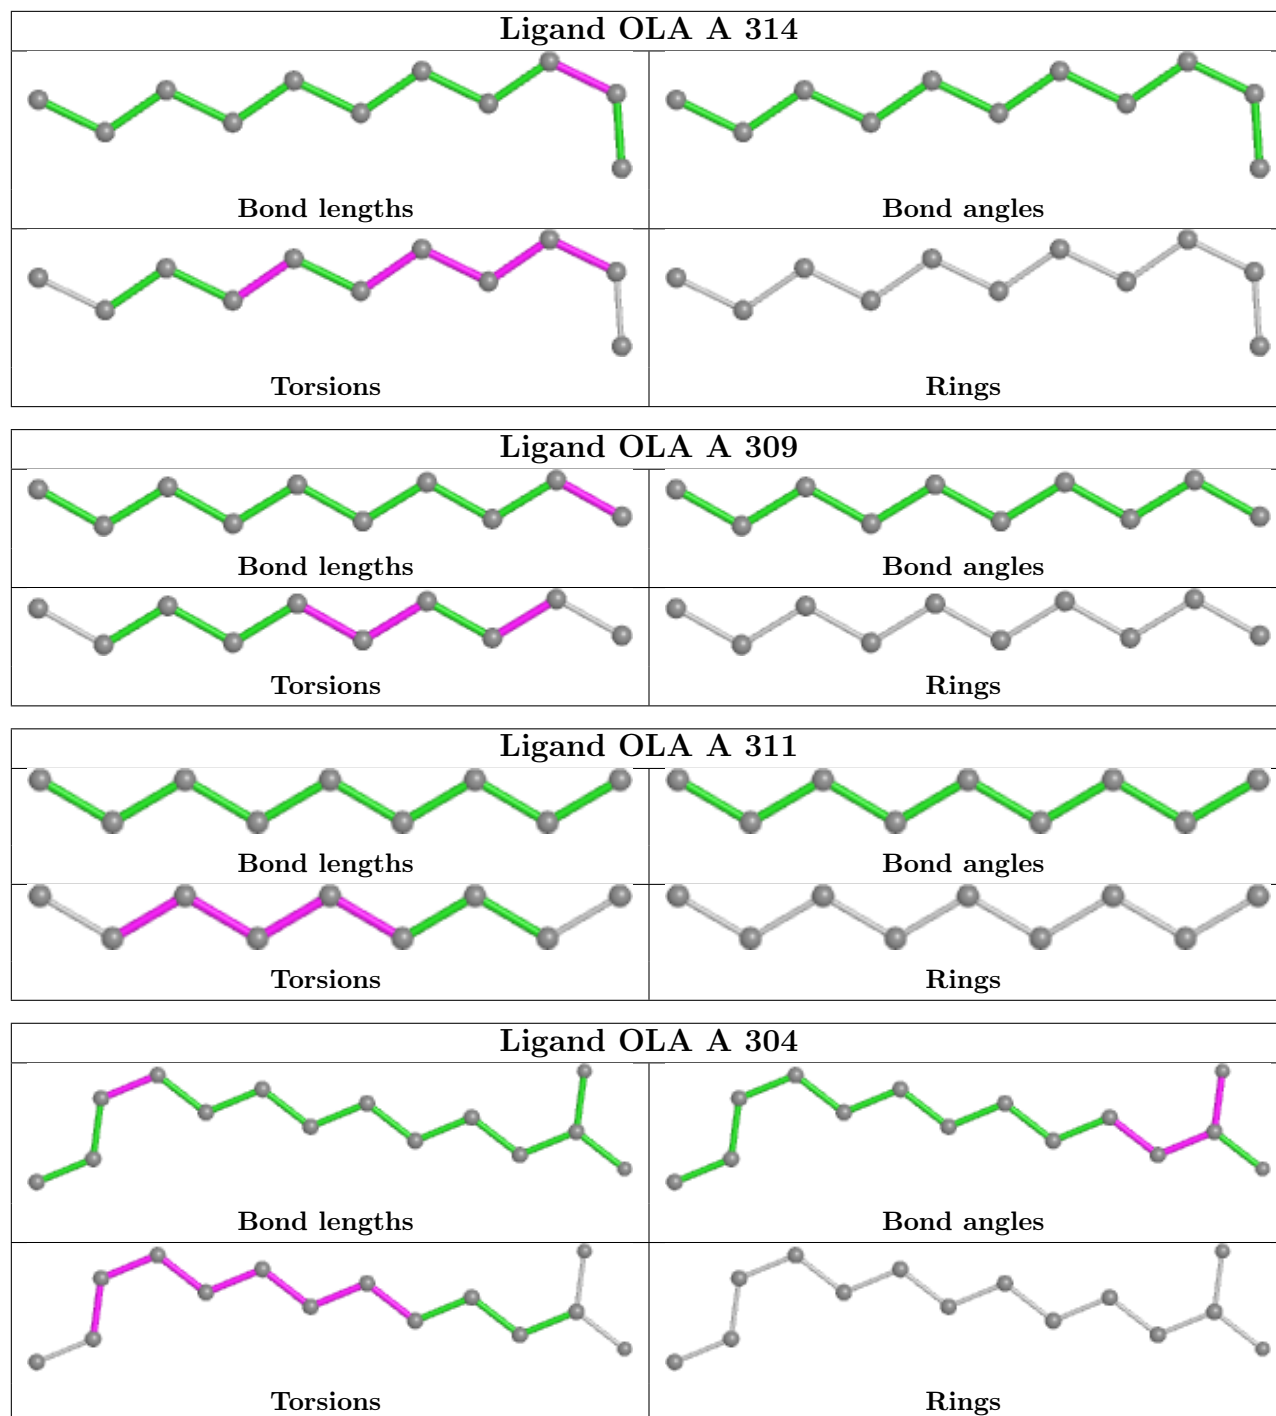 Ligand OLA A 314
Bond lengths
Bond angles
Torsions
Rings
Ligand OLA A 309
Bond lengths
Bond angles
Torsions
Rings
Ligand OLA A 311
Bond lengths
Bond angles
Torsions
Rings
Ligand OLA A 304
Bond lengths
Bond angles
Torsions
Rings